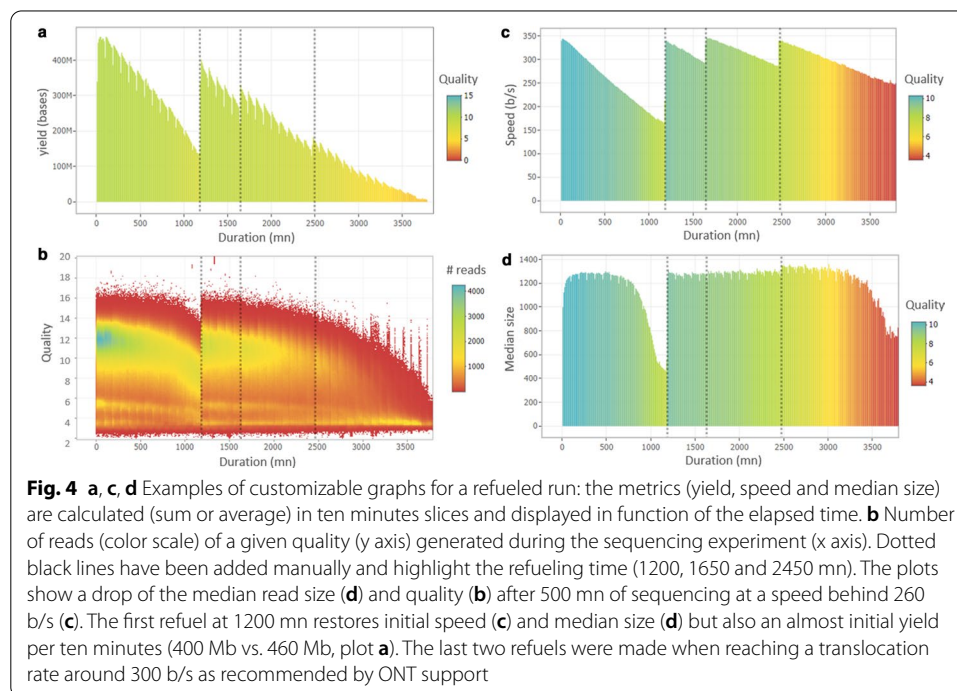 a
400M
300M
200M
100M
0
yield (bases)
0 500 1000 1500 2000 2500 3000 3500
Duration (mn)
Quality
15
10
5
0
c
350
300
250
200
150
100
50
0
Speed (b/s)
0 500 1000 1500 2000 2500 3000 3500
Duration (mn)
Quality
10
8
6
4
b
20
18
16
14
12
10
8
6
4
2
Quality
0 500 1000 1500 2000 2500 3000 3500
Duration (mn)
# reads
4000
3000
2000
1000
d
1400
1200
1000
800
600
400
200
0
Median size
0 500 1000 1500 2000 2500 3000 3500
Duration (mn)
Quality
10
8
6
4
Fig. 4 a, c, d Examples of customizable graphs for a refueled run: the metrics (yield, speed and median size)
are calculated (sum or average) in ten minutes slices and displayed in function of the elapsed time. b Number
of reads (color scale) of a given quality (y axis) generated during the sequencing experiment (x axis). Dotted
black lines have been added manually and highlight the refueling time (1200, 1650 and 2450 mn). The plots
show a drop of the median read size (d) and quality (b) after 500 mn of sequencing at a speed behind 260
b/s (c). The first refuel at 1200 mn restores initial speed (c) and median size (d) but also an almost initial yield
per ten minutes (400 Mb vs. 460 Mb, plot a). The last two refuels were made when reaching a translocation
rate around 300 b/s as recommended by ONT support